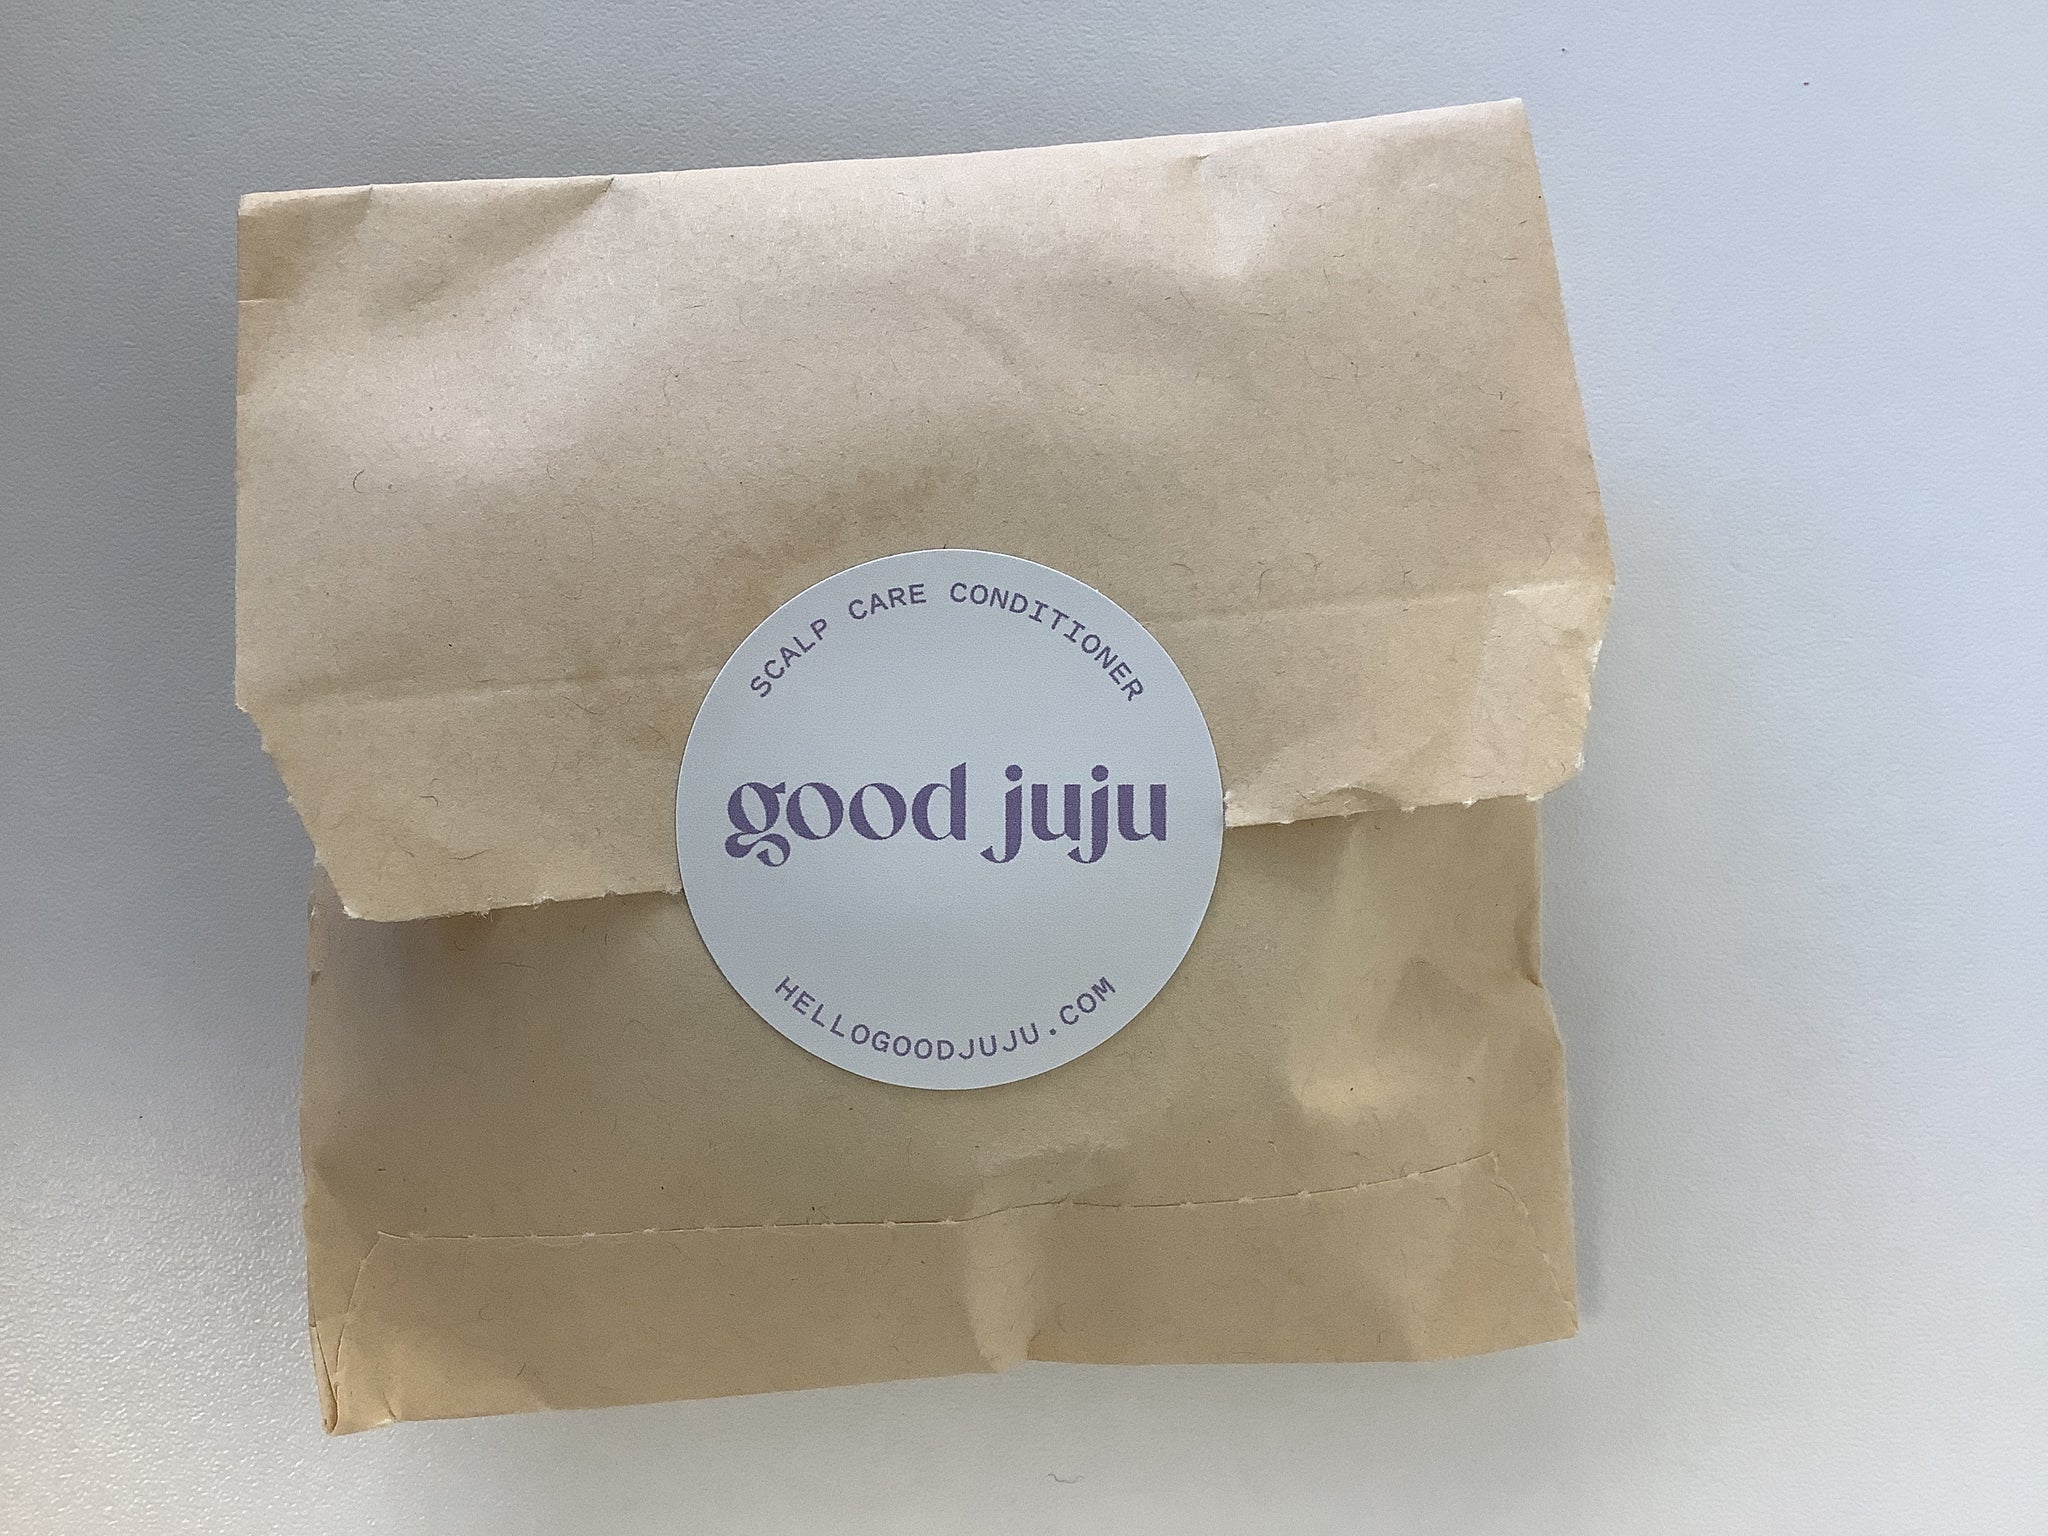 SCALP CARE CONDITIONER
good juju
HELLOGOODJUJU.COM